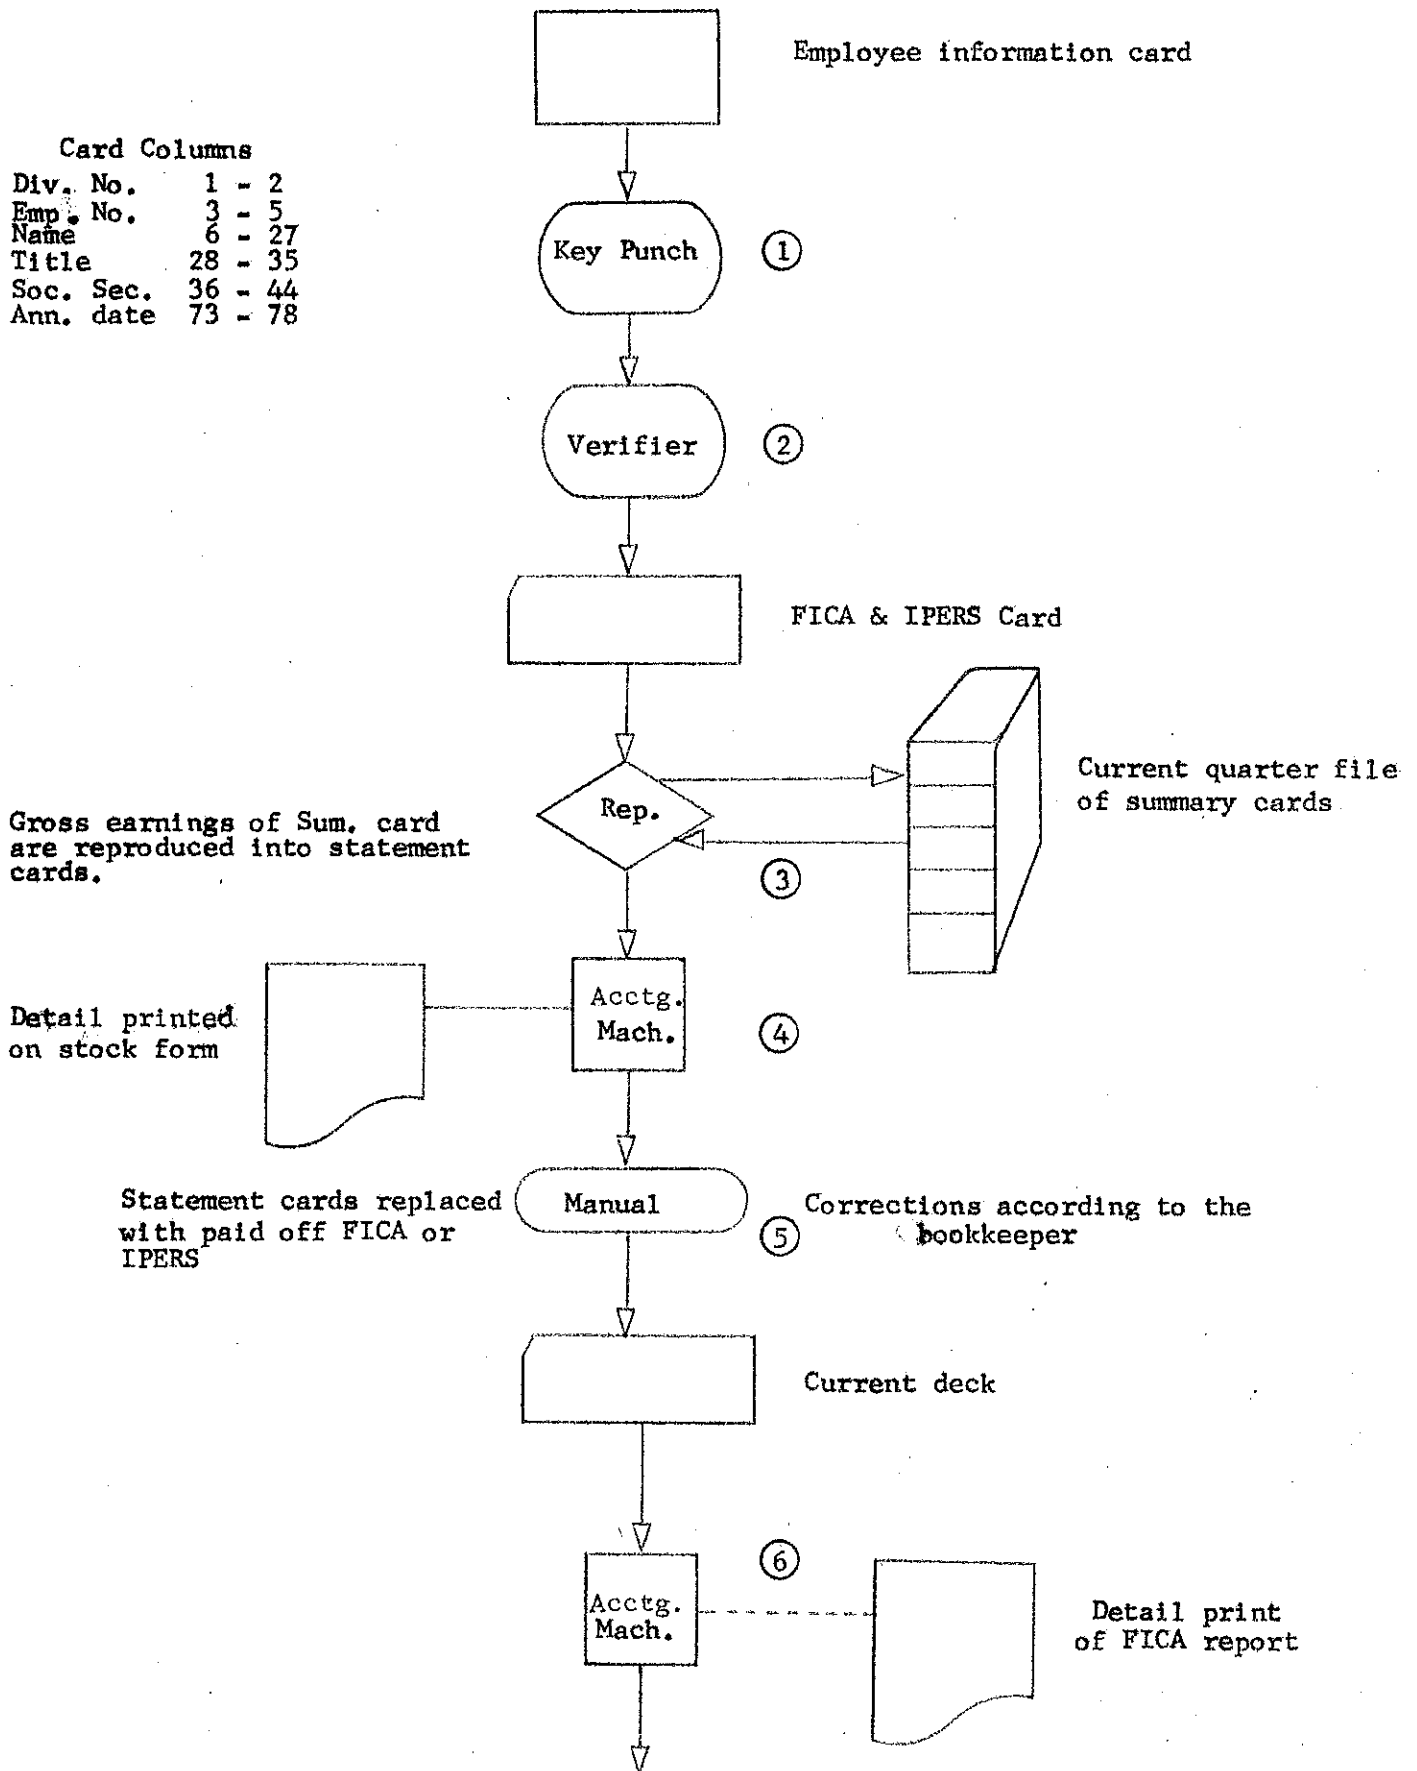 Employee information card
Card Columns
Div. No. 1 - 2
Emp. No. 3 - 5
Name 6 - 27
Title 28 - 35
Soc. Sec. 36 - 44
Ann. date 73 - 78
Key Punch
1
Verifier
2
FICA & IPERS Card
Rep.
Current quarter file
of summary cards
Gross earnings of Sum. card
are reproduced into statement
cards.
3
Detail printed
on stock form
Acctg.
Mach.
4
Statement cards replaced
with paid off FICA or
IPERS
Manual
5
Corrections according to the
bookkeeper
Current deck
6
Acctg.
Mach.
Detail print
of FICA report